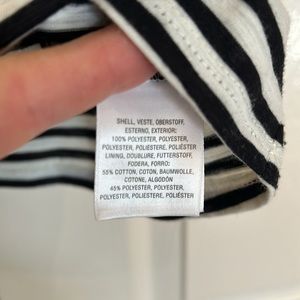 SHELL, VESTE, OBERSTOFF,
ESTERNO, EXTERIOR:
100% POLYESTER, POLYESTER,
POLYESTER, POLIESTERE, POLIÉSTER
LINING, DOUBLURE, FUTTERSTOFF,
FODERA, FORRO:
55% COTTON, COTON, BAUMWOLLE,
COTONE, ALGODÓN
45% POLYESTER, POLYESTER,
POLYESTER, POLIESTERE, POLIÉSTER